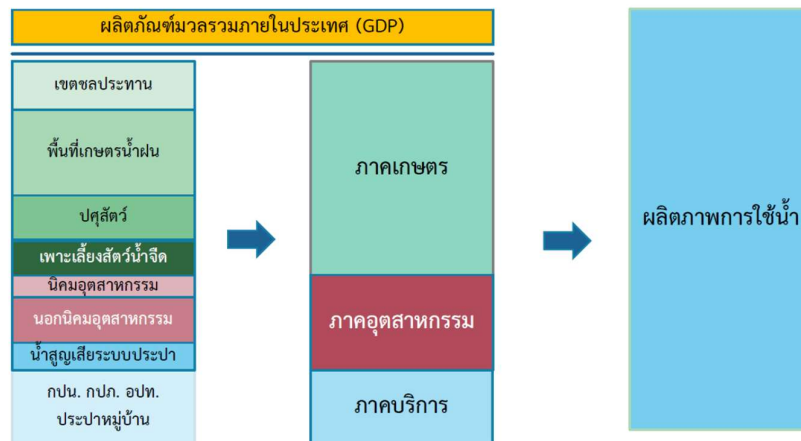 ผลิตภัณฑ์มวลรวมภายในประเทศ (GDP)
เขตชลประทาน
พื้นที่เกษตรน้ำฝน
ปศุสัตว์
เพาะเลี้ยงสัตว์น้ำจืด
นิคมอุตสาหกรรม
นอกนิคมอุตสาหกรรม
น้ำสูญเสียระบบประปา
กปน. กปภ. อปท.
ประปาหมู่บ้าน
ภาคเกษตร
ภาคอุตสาหกรรม
ภาคบริการ
ผลิตภาพการใช้น้ำ